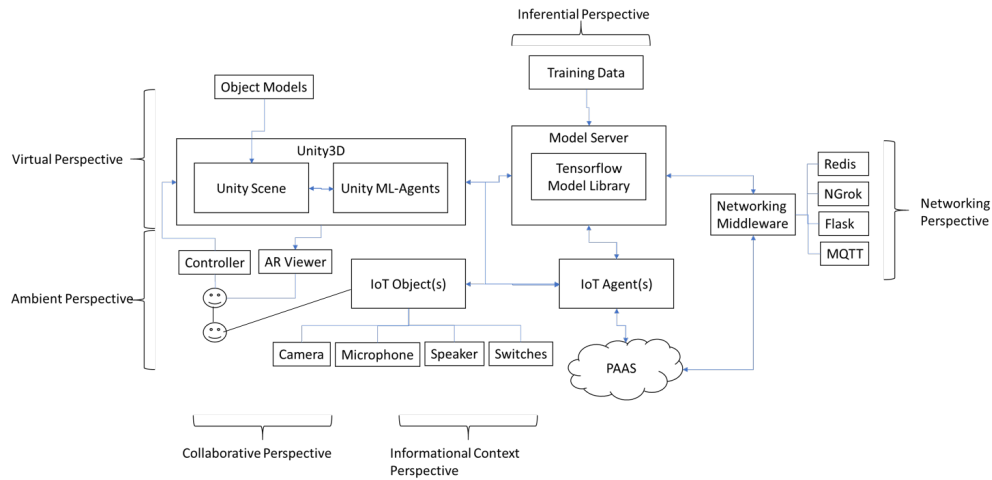 Inferential Perspective
Training Data
Object Models
Model Server
Unity3D
Virtual Perspective
Tensorflow
Model Library
Redis
Unity Scene
Unity ML-Agents
NGrok
Networking
Middleware
Networking
Perspective
Flask
MQTT
Controller
AR Viewer
IoT Object(s)
IoT Agent(s)
Ambient Perspective
Camera
Microphone
Speaker
Switches
PAAS
Collaborative Perspective
Informational Context
Perspective